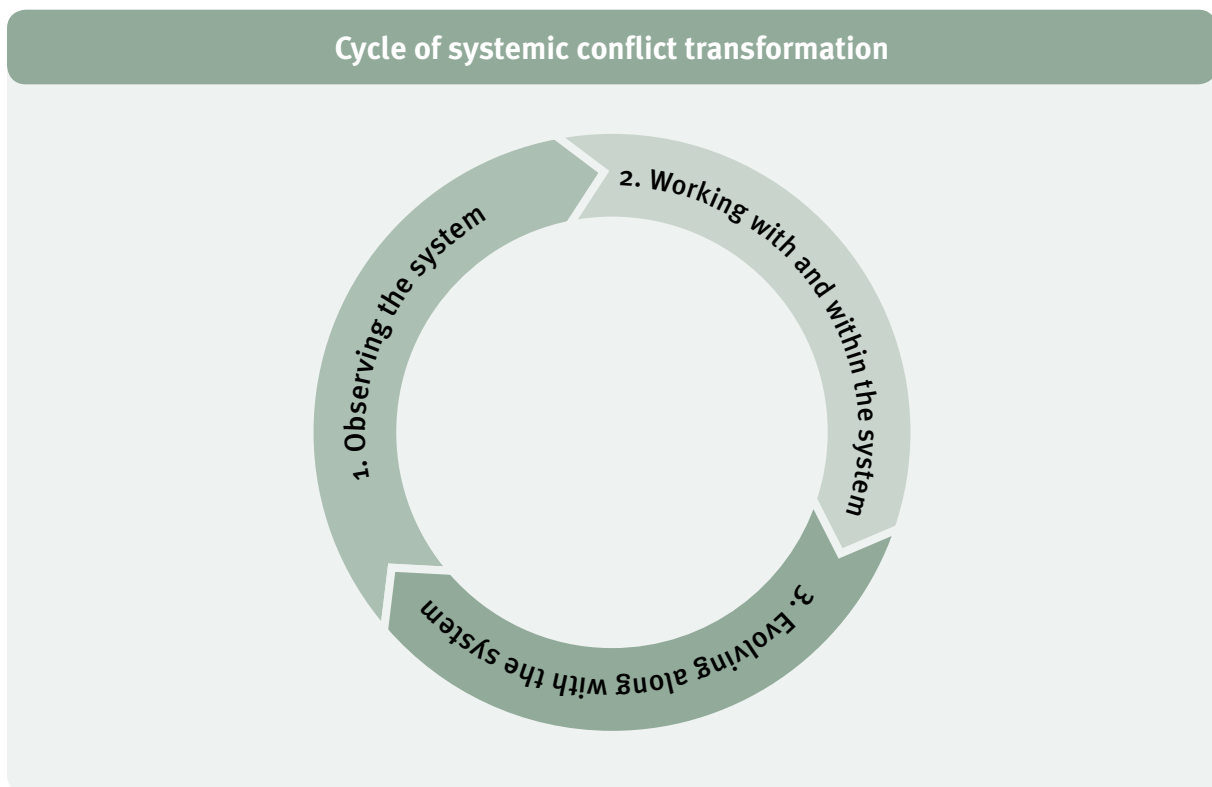 Cycle of systemic conflict transformation
1. Observing the system
2. Working with and within the system
3. Evolving along with the system